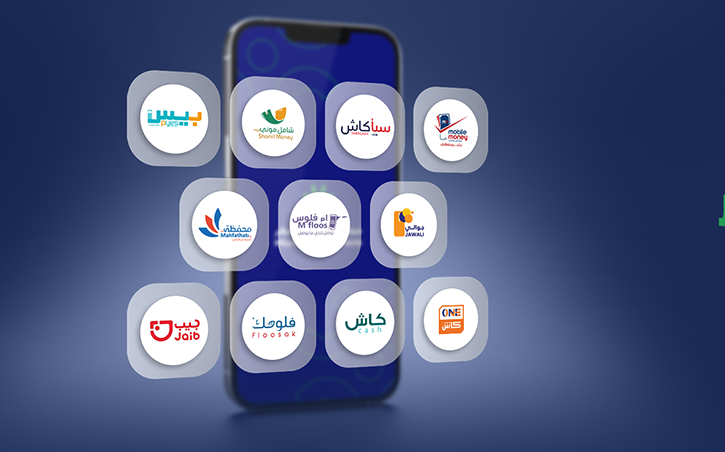 بيس
pyes
شامل موني
Shamil Money
سبأكاش
SABACASH
mobile
money
محفظتي
Mahfathati
ام فلوس
M floos
جوالي
JAWALI
جيب
Jaib
فلوسك
Floosak
كاش
cash
ONE
كاش